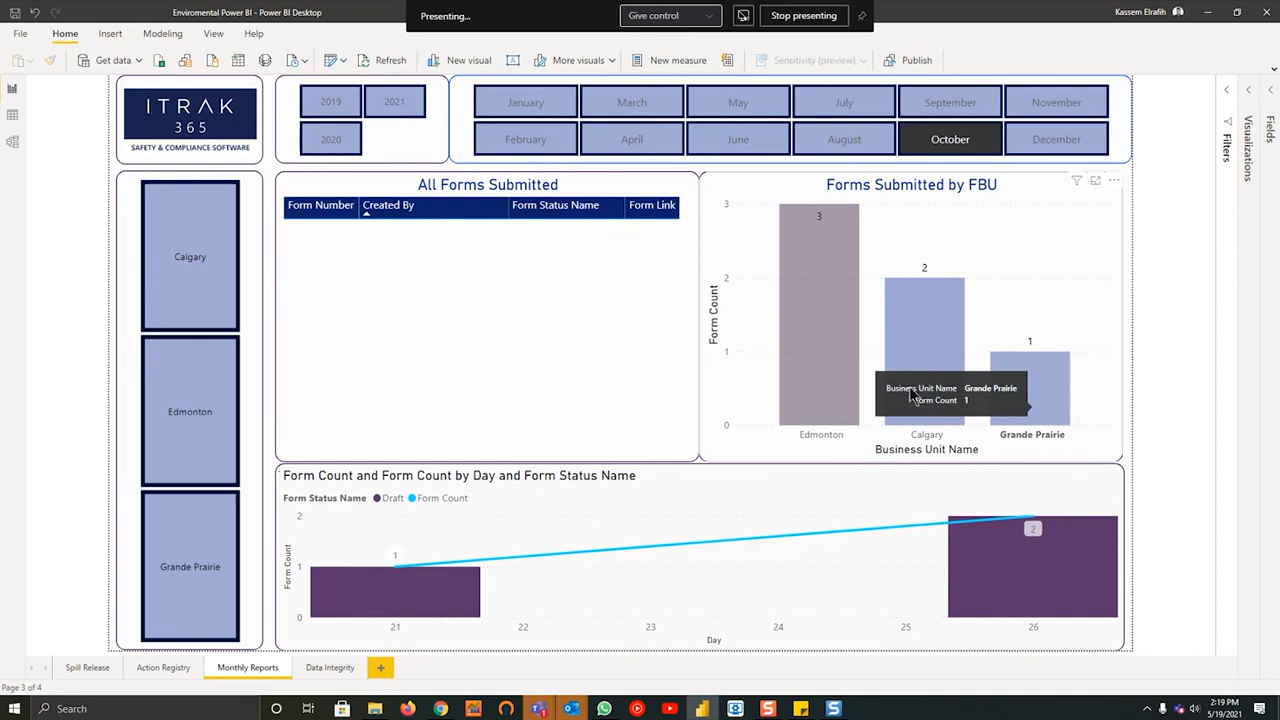 Enviromental Power BI - Power BI Desktop
Presenting...
Give control
Stop presenting
Kassem Elrafih
File
Home
Insert
Modeling
View
Help
Get data
Refresh
New visual
More visuals
New measure
Sensitivity (preview)
Publish
ITRAK
365
SAFETY & COMPLIANCE SOFTWARE
2019
2021
2020
January
March
May
July
September
November
February
April
June
August
October
December
Calgary
Edmonton
Grande Prairie
All Forms Submitted
Form Number
Created By
Form Status Name
Form Link
Forms Submitted by FBU
Form Count
3
2
1
0
3
2
1
Business Unit Name Grande Prairie
Form Count 1
Edmonton
Calgary
Grande Prairie
Business Unit Name
Form Count and Form Count by Day and Form Status Name
Form Status Name
Draft
Form Count
Form Count
2
1
0
1
2
21
22
23
24
25
26
Day
Filters
Visualizations
Fields
Spill Release
Action Registry
Monthly Reports
Data Integrity
Page 3 of 4
Search
2:19 PM
5/19/2021